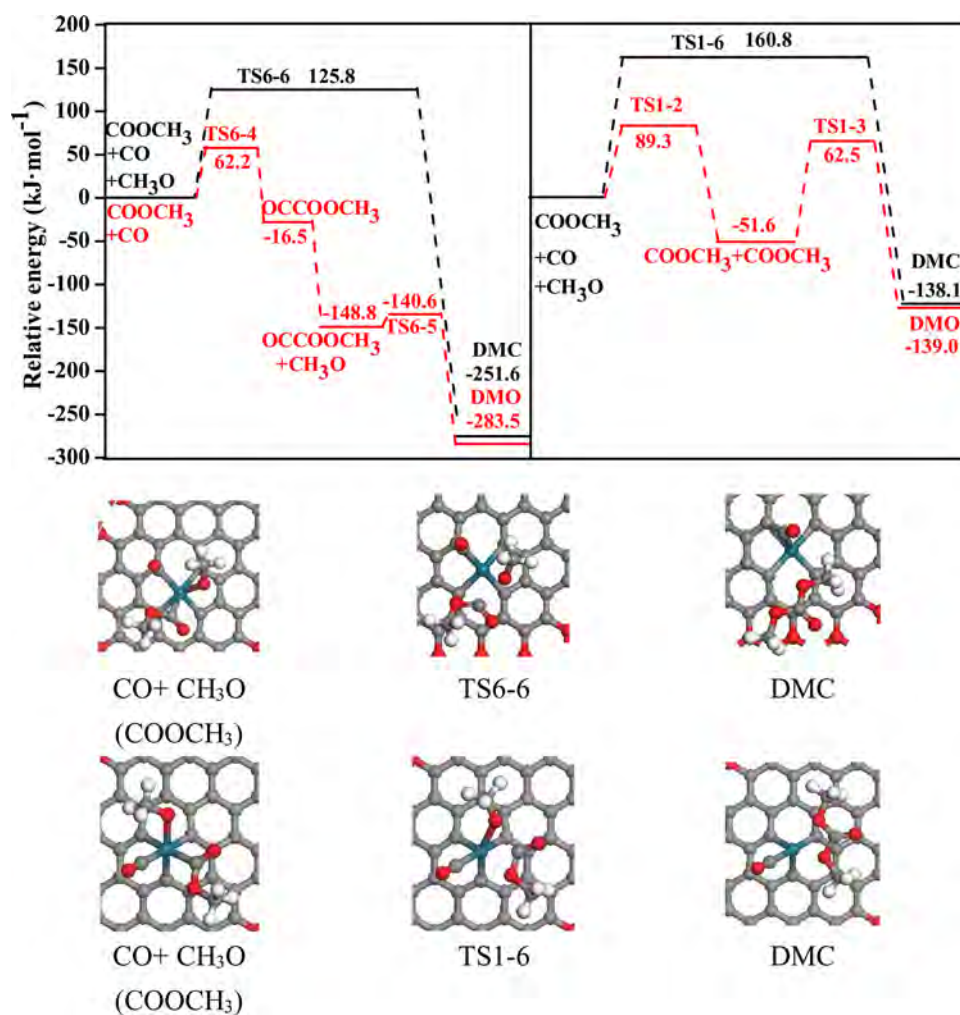 Relative energy (kJ·mol⁻¹)
200
150
100
50
0
-50
-100
-150
-200
-250
-300
TS6-6 125.8
COOCH₃
+CO
+CH₃O
TS6-4
62.2
COOCH₃
+CO
OCCOOCH₃
-16.5
-148.8
OCCOOCH₃
+CH₃O
-140.6
TS6-5
DMC
-251.6
DMO
-283.5
TS1-6 160.8
TS1-2
89.3
TS1-3
62.5
COOCH₃
+CO
+CH₃O
-51.6
COOCH₃+COOCH₃
DMC
-138.1
DMO
-139.0
CO+ CH₃O
(COOCH₃)
TS6-6
DMC
CO+ CH₃O
(COOCH₃)
TS1-6
DMC